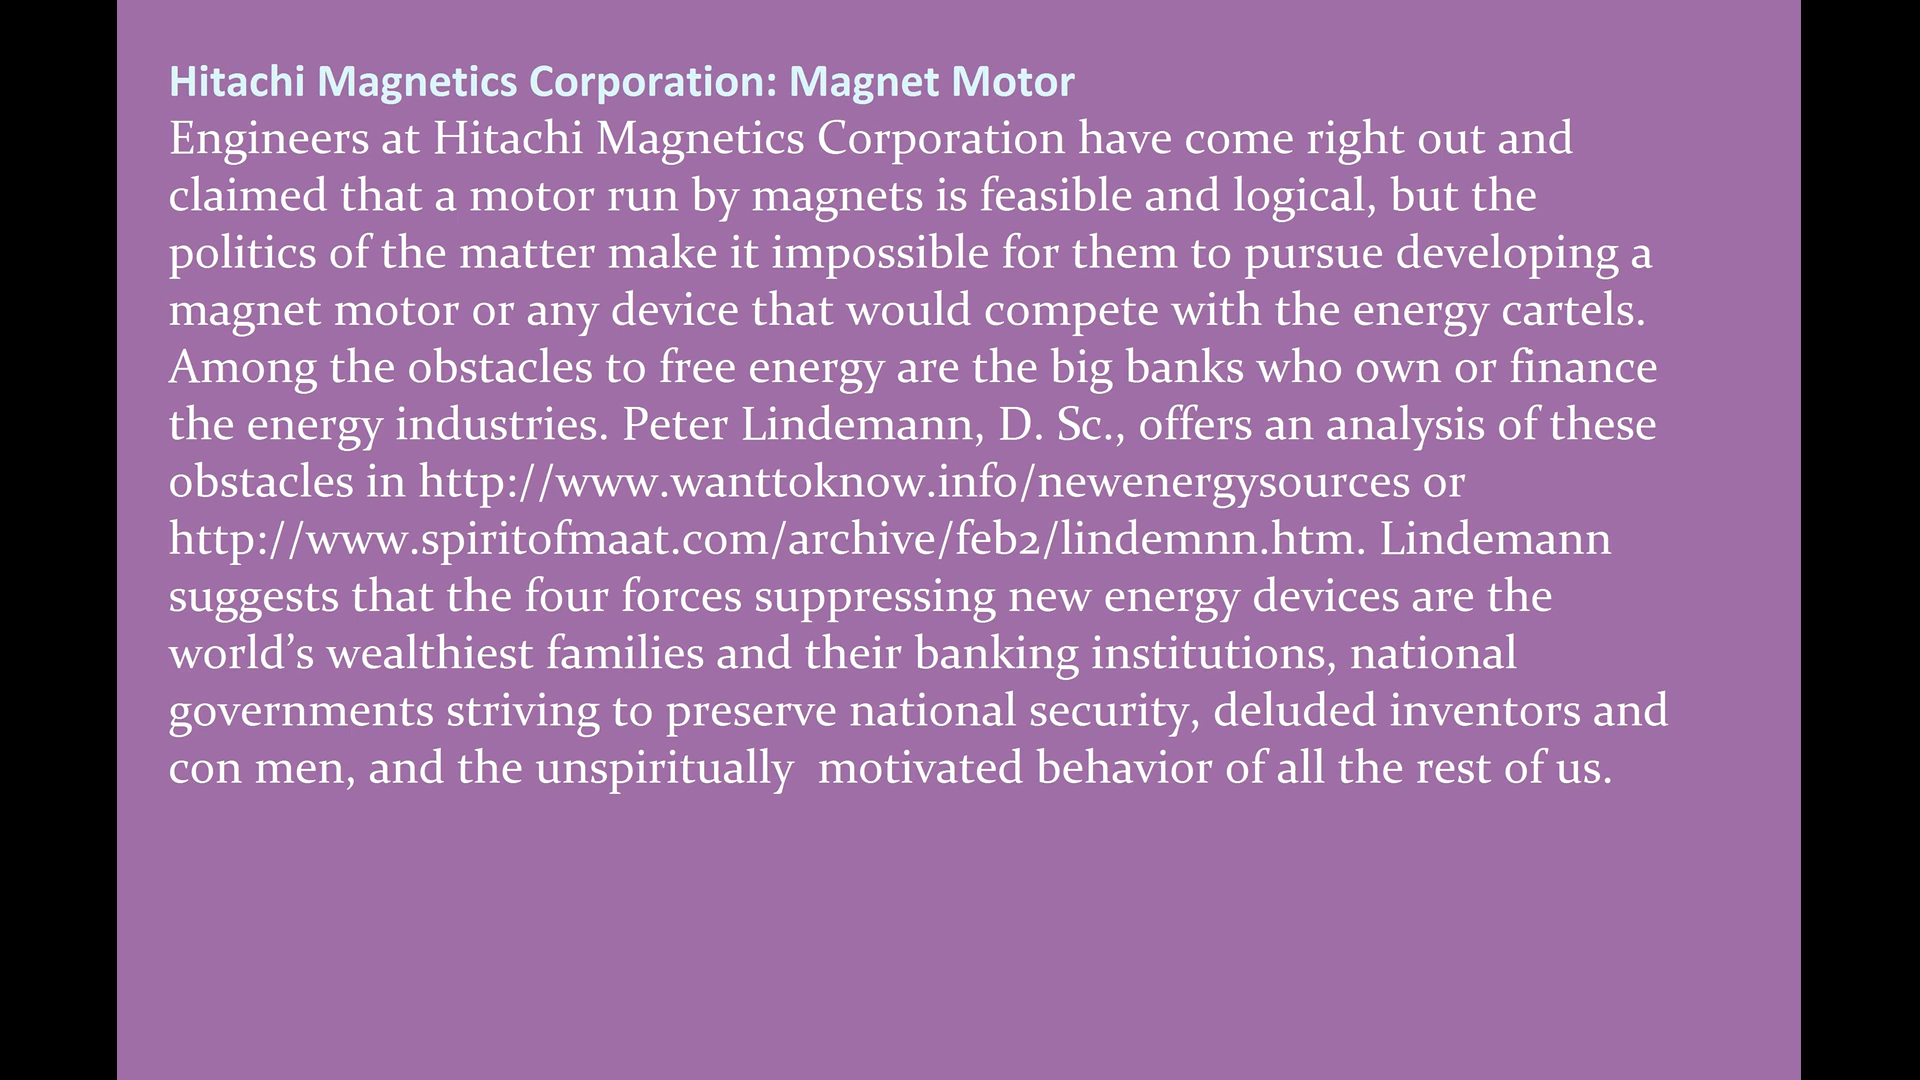 Hitachi Magnetics Corporation: Magnet Motor
Engineers at Hitachi Magnetics Corporation have come right out and
claimed that a motor run by magnets is feasible and logical, but the
politics of the matter make it impossible for them to pursue developing a
magnet motor or any device that would compete with the energy cartels.
Among the obstacles to free energy are the big banks who own or finance
the energy industries. Peter Lindemann, D. Sc., offers an analysis of these
obstacles in http://www.wanttoknow.info/newenergysources or
http://www.spiritofmaat.com/archive/feb2/lindemnn.htm. Lindemann
suggests that the four forces suppressing new energy devices are the
world’s wealthiest families and their banking institutions, national
governments striving to preserve national security, deluded inventors and
con men, and the unspiritually  motivated behavior of all the rest of us.